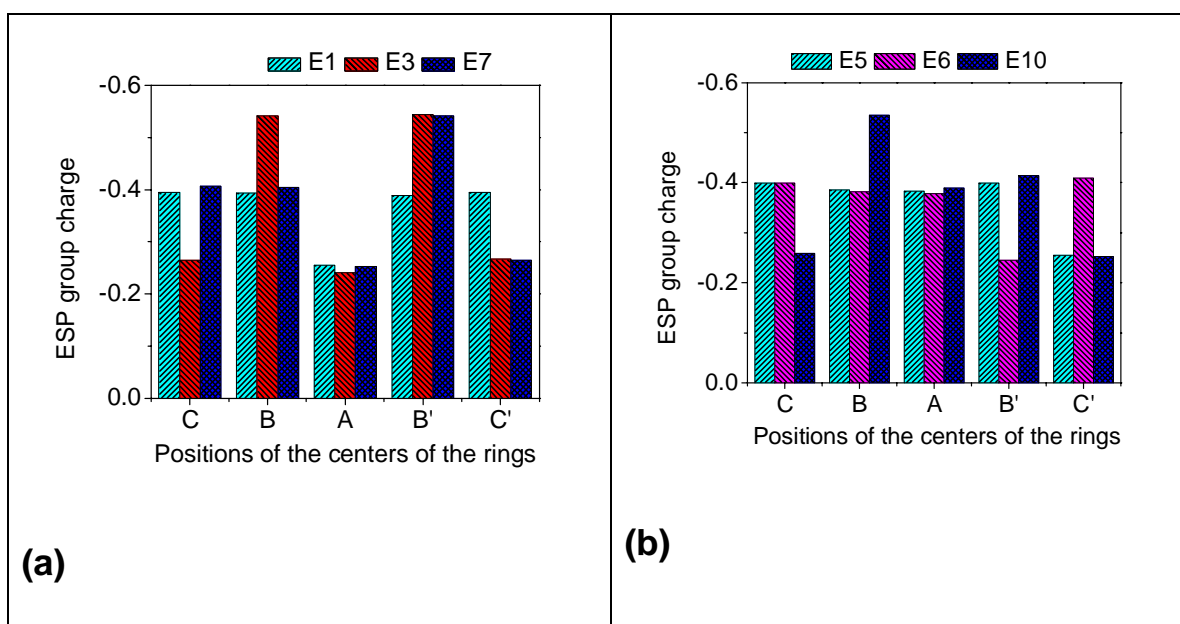 E1 E3 E7
-0.6
-0.4
-0.2
0.0
ESP group charge
C B A B' C'
Positions of the centers of the rings
(a)
E5 E6 E10
-0.6
-0.4
-0.2
0.0
ESP group charge
C B A B' C'
Positions of the centers of the rings
(b)